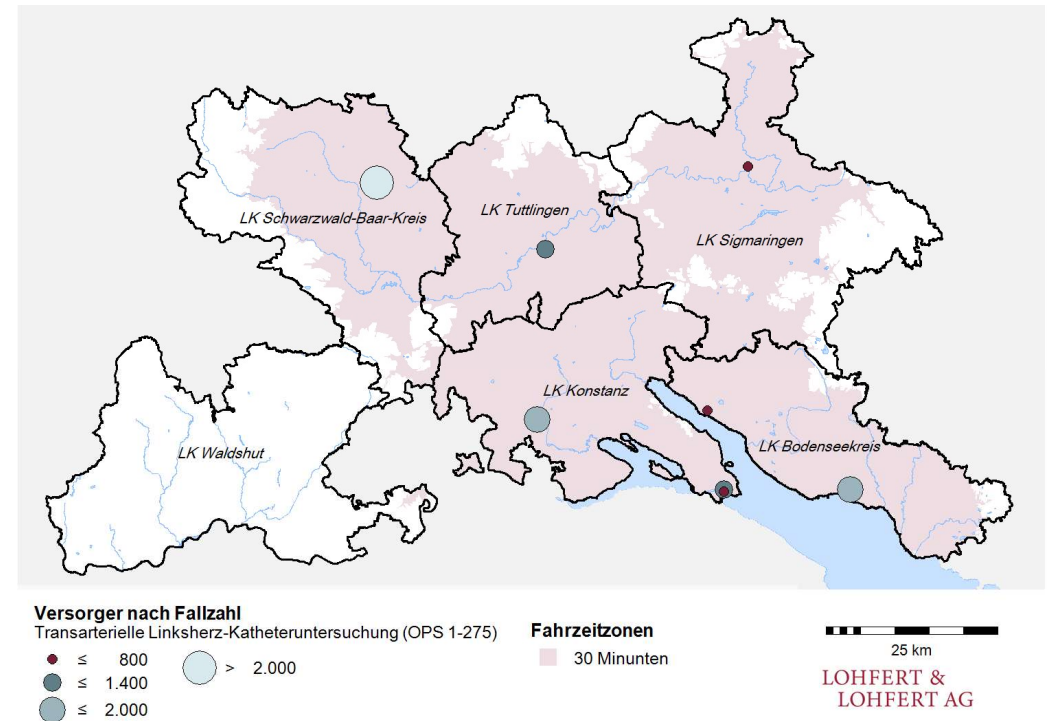 LK Schwarzwald-Baar-Kreis
LK Tuttlingen
LK Sigmaringen
LK Konstanz
LK Waldshut
LK Bodenseekreis
Versorger nach Fallzahl
Transarterielle Linksherz-Katheteruntersuchung (OPS 1-275)
≤ 800
≤ 1.400
≤ 2.000
> 2.000
Fahrzeitzonen
30 Minunten
25 km
LOHFERT &
LOHFERT AG